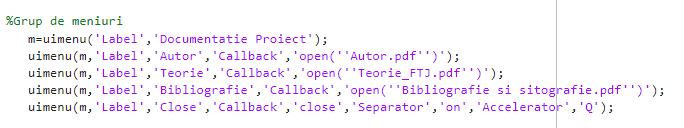 %Grup de meniuri
m=uimenu('Label','Documentatie Proiect');
uimenu(m,'Label','Autor','Callback','open(''Autor.pdf'')');
uimenu(m,'Label','Teorie','Callback','open(''Teorie_FTJ.pdf'')');
uimenu(m,'Label','Bibliografie','Callback','open(''Bibliografie si sitografie.pdf'')');
uimenu(m,'Label','Close','Callback','close','Separator','on','Accelerator','Q');